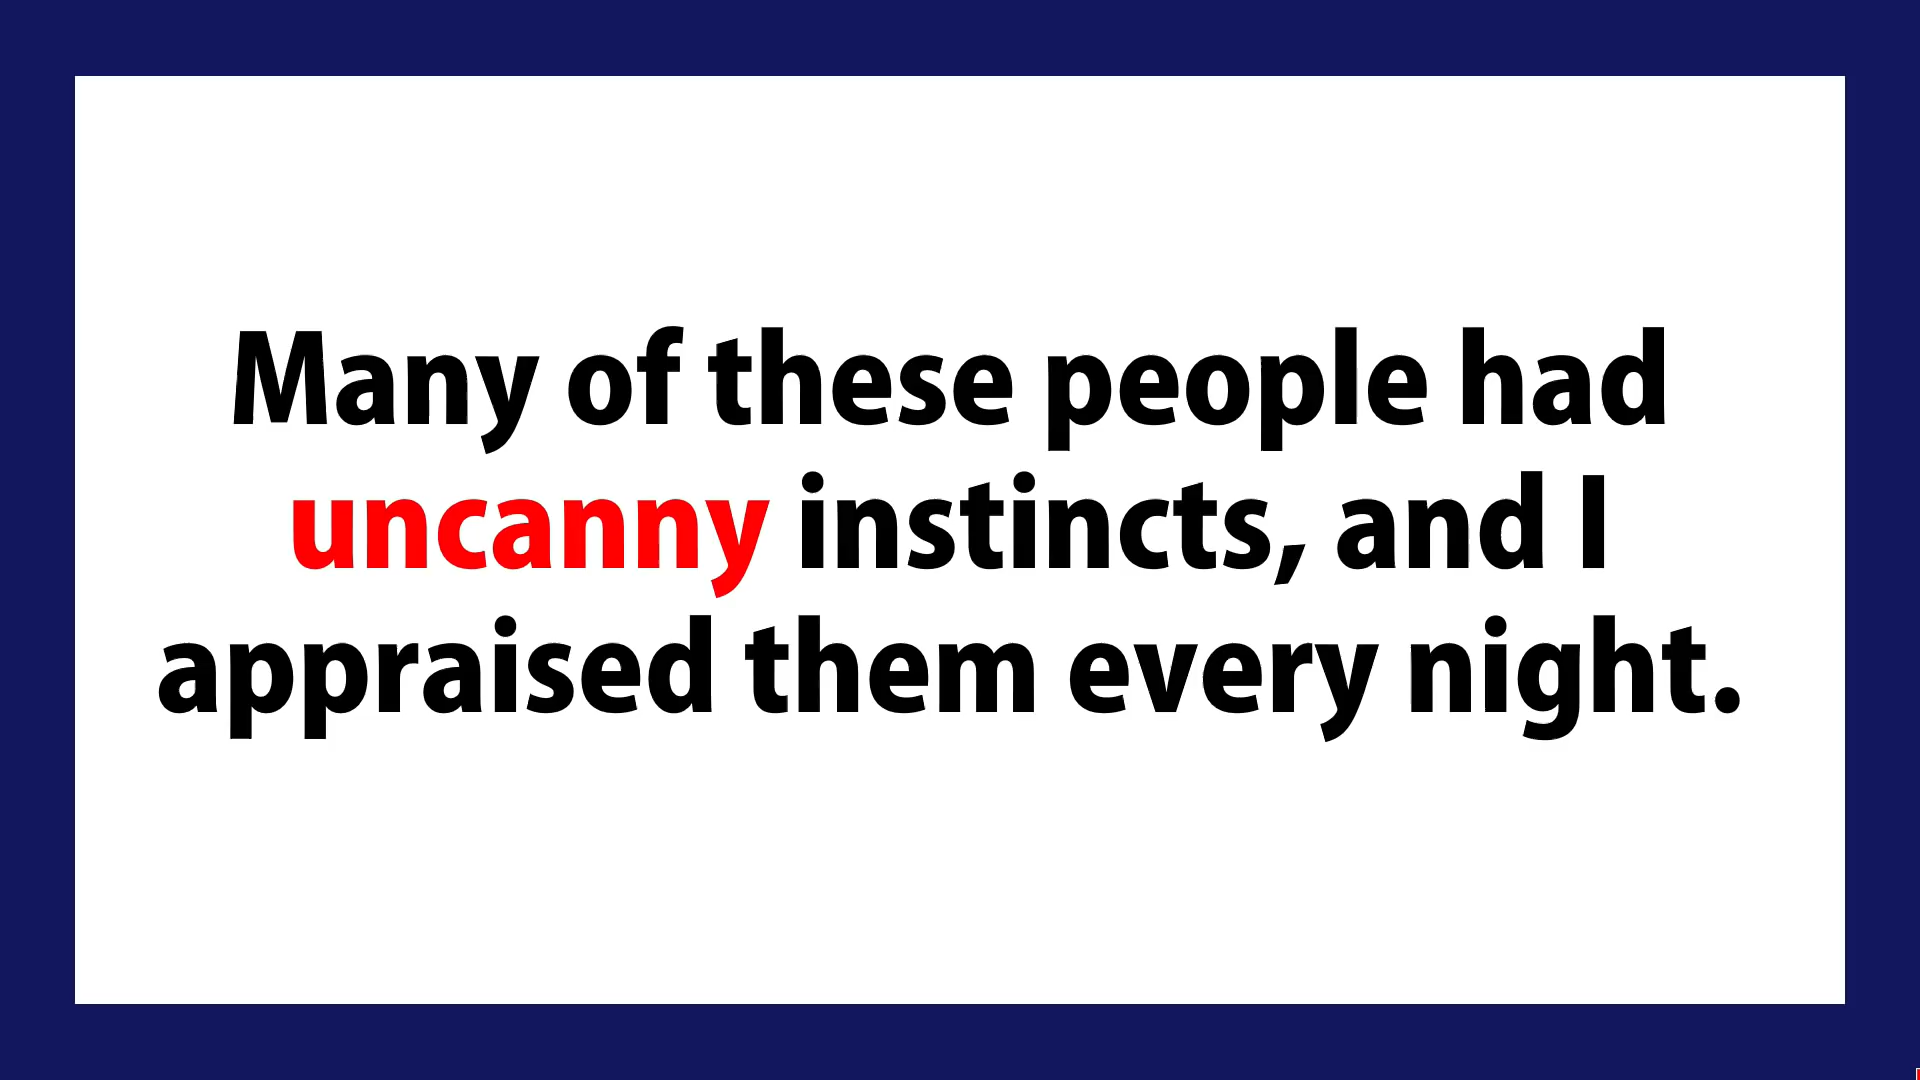 Many of these people had
uncanny instincts, and I
appraised them every night.